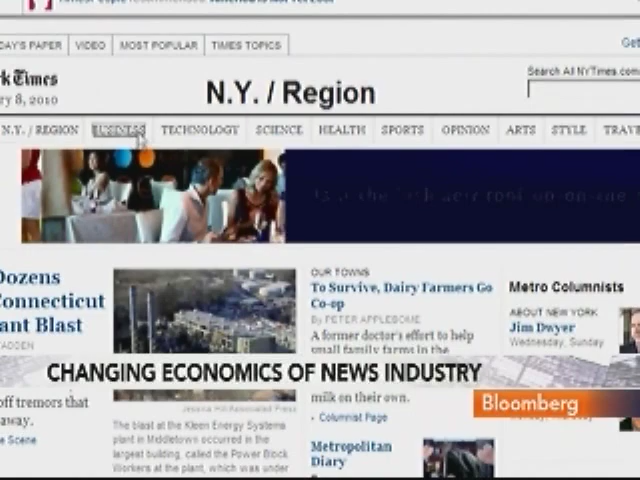 DAY'S PAPER VIDEO MOST POPULAR TIMES TOPICS
Get
k Times
ry 8, 2010
N.Y. / Region
Search All NYTimes.com
N.Y. / REGION BUSINESS TECHNOLOGY SCIENCE HEALTH SPORTS OPINION ARTS STYLE TRAVE
Dozens
Connecticut
ant Blast
ADDEN
OUR TOWNS
To Survive, Dairy Farmers Go
Co-op
By PETER APPLEBOME
A former doctor's effort to help
small family farms in the
Metro Columnists
ABOUT NEW YORK
Jim Dwyer
Wednesday, Sunday
CHANGING ECONOMICS OF NEWS INDUSTRY
Bloomberg
off tremors that
away.
e Scene
Jessica Hill/Associated Press
The blast at the Kleen Energy Systems
plant in Middletown occurred in the
largest building, called the Power Block
Workers at the plant, which was under
milk on their own.
• Columnist Page
Metropolitan
Diary